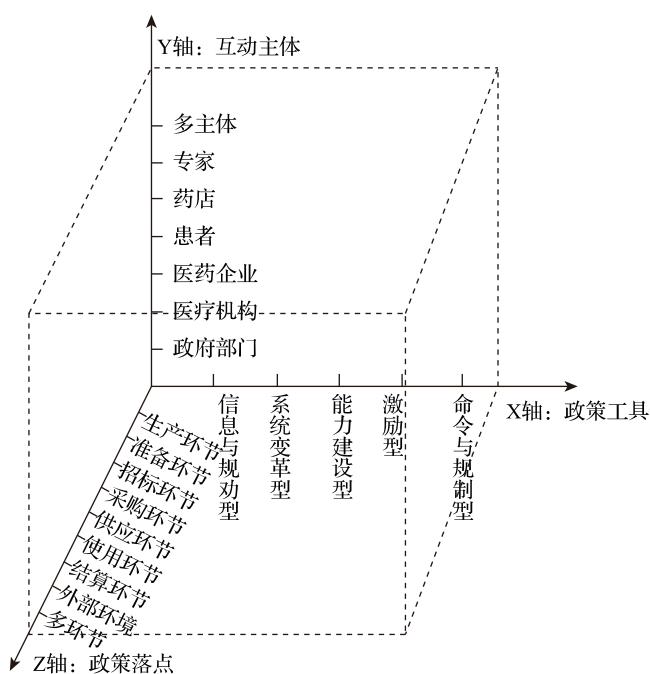 Y轴：互动主体
多主体
专家
药店
患者
医药企业
医疗机构
政府部门
X轴：政策工具
信息与规劝型
系统变革型
能力建设型
激励型
命令与规制型
生产环节
准备环节
招标环节
采购环节
供应环节
使用环节
结算环节
外部环境
多环节
Z轴：政策落点